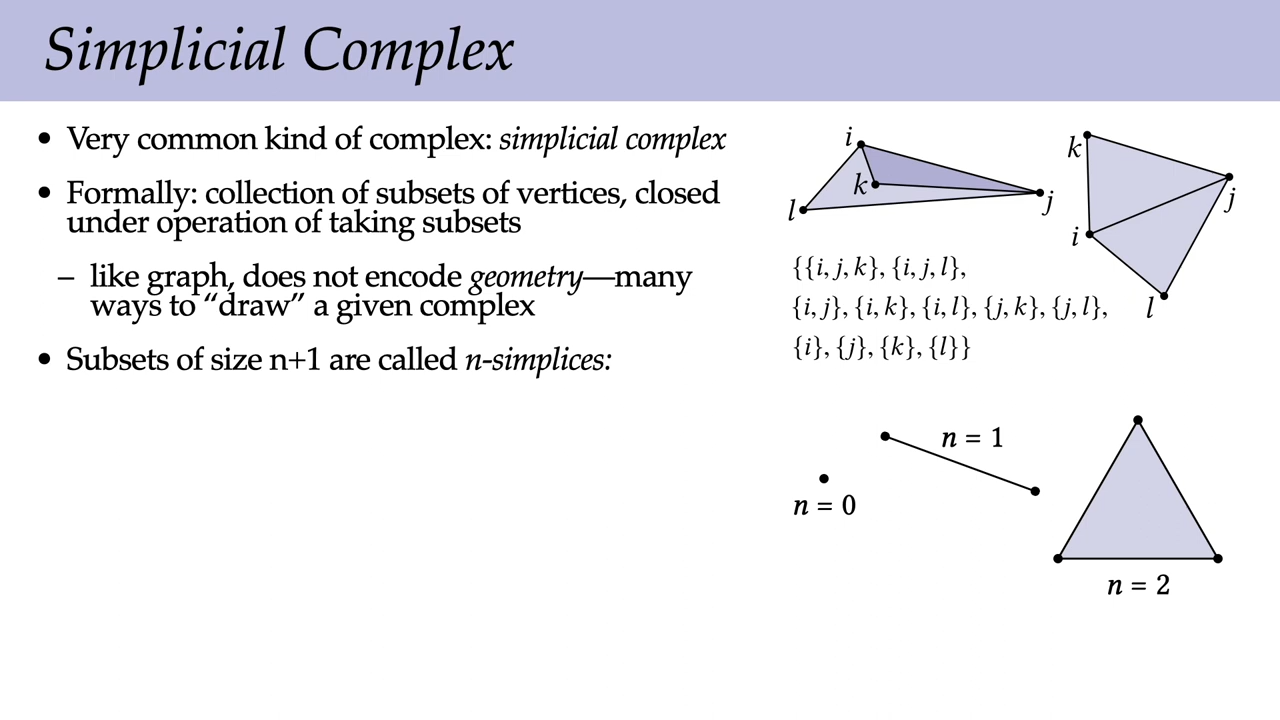 Simplicial Complex
• Very common kind of complex: simplicial complex
• Formally: collection of subsets of vertices, closed
under operation of taking subsets
– like graph, does not encode geometry—many
ways to “draw” a given complex
• Subsets of size n+1 are called n-simplices:
i
k
l
j
k
j
i
l
{{i, j, k}, {i, j, l},
{i, j}, {i, k}, {i, l}, {j, k}, {j, l},
{i}, {j}, {k}, {l}}
n = 0
n = 1
n = 2